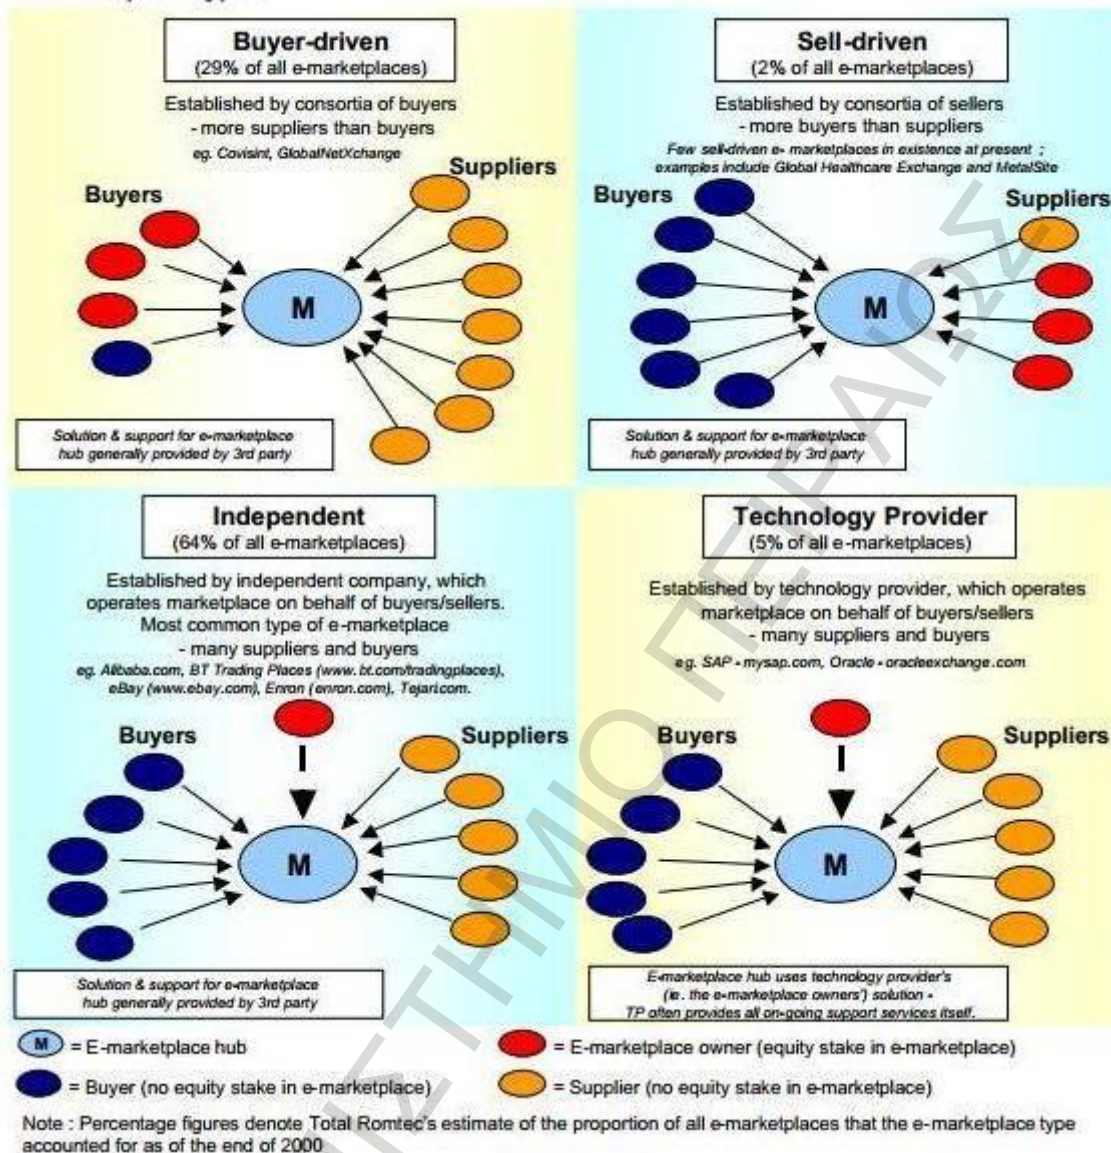 Buyer-driven
(29% of all e-marketplaces)
Established by consortia of buyers
- more suppliers than buyers
eg. Covisint, GlobalNetXchange
Buyers
Suppliers
M
Solution & support for e-marketplace
hub generally provided by 3rd party
Sell-driven
(2% of all e-marketplaces)
Established by consortia of sellers
- more buyers than suppliers
Few sell-driven e- marketplaces in existence at present ;
examples include Global Healthcare Exchange and MetalSite
Buyers
Suppliers
M
Solution & support for e-marketplace
hub generally provided by 3rd party
Independent
(64% of all e-marketplaces)
Established by independent company, which
operates marketplace on behalf of buyers/sellers.
Most common type of e-marketplace
- many suppliers and buyers
eg. Alibaba.com, BT Trading Places (www.bt.com/tradingplaces),
eBay (www.ebay.com), Enron (enron.com), Tejari.com.
Buyers
Suppliers
M
Solution & support for e-marketplace
hub generally provided by 3rd party
Technology Provider
(5% of all e-marketplaces)
Established by technology provider, which operates
marketplace on behalf of buyers/sellers
- many suppliers and buyers
eg. SAP - mysap.com, Oracle - oracleexchange.com
Buyers
Suppliers
M
E-marketplace hub uses technology provider's
(ie. the e-marketplace owners') solution -
TP often provides all on-going support services itself.
M = E-marketplace hub
= E-marketplace owner (equity stake in e-marketplace)
= Buyer (no equity stake in e-marketplace)
= Supplier (no equity stake in e-marketplace)
Note : Percentage figures denote Total Romtec's estimate of the proportion of all e-marketplaces that the e-marketplace type
accounted for as of the end of 2000
ΠΕΙΡΑΙΩΣ